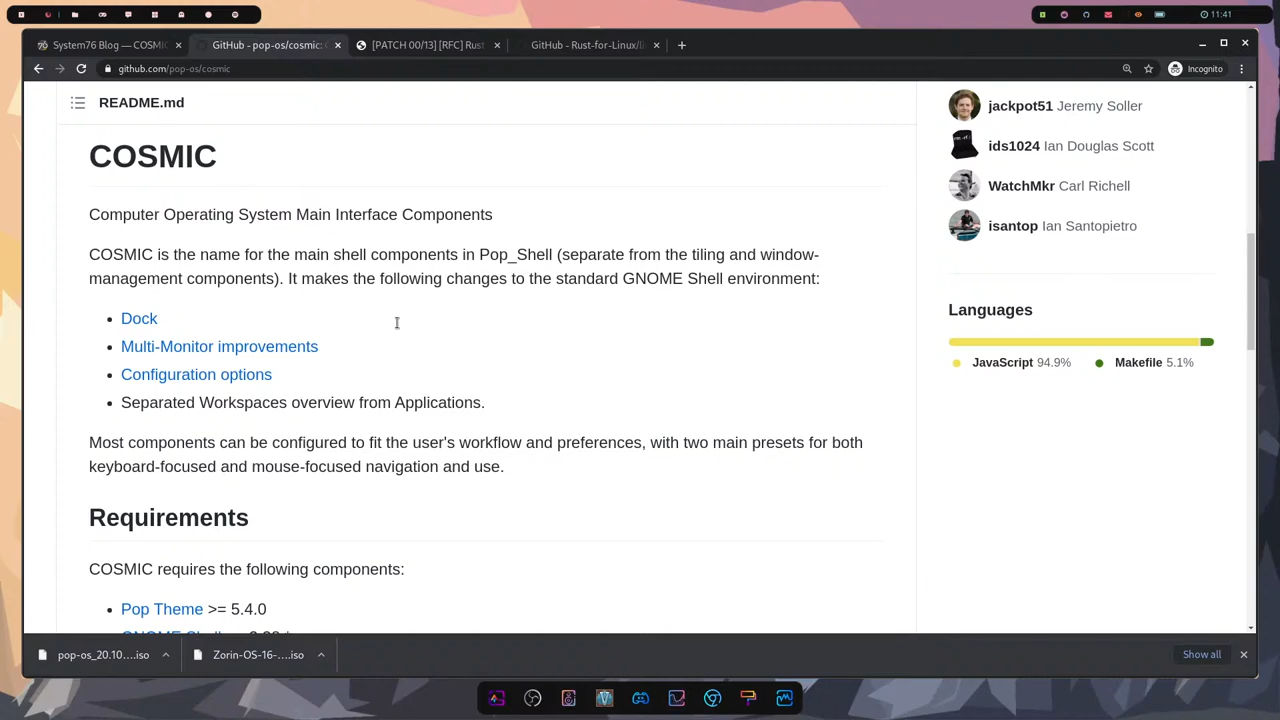 11:41
System76 Blog — COSMI
GitHub - pop-os/cosmic:
[PATCH 00/13] [RFC] Rust
GitHub - Rust-for-Linux/li
github.com/pop-os/cosmic
Incognito
README.md
COSMIC
Computer Operating System Main Interface Components
COSMIC is the name for the main shell components in Pop_Shell (separate from the tiling and window-
management components). It makes the following changes to the standard GNOME Shell environment:
Dock
Multi-Monitor improvements
Configuration options
Separated Workspaces overview from Applications.
Most components can be configured to fit the user's workflow and preferences, with two main presets for both
keyboard-focused and mouse-focused navigation and use.
Requirements
COSMIC requires the following components:
Pop Theme >= 5.4.0
jackpot51 Jeremy Soller
ids1024 Ian Douglas Scott
WatchMkr Carl Richell
isantop Ian Santopietro
Languages
JavaScript 94.9% Makefile 5.1%
pop-os_20.10....iso
Zorin-OS-16-....iso
Show all